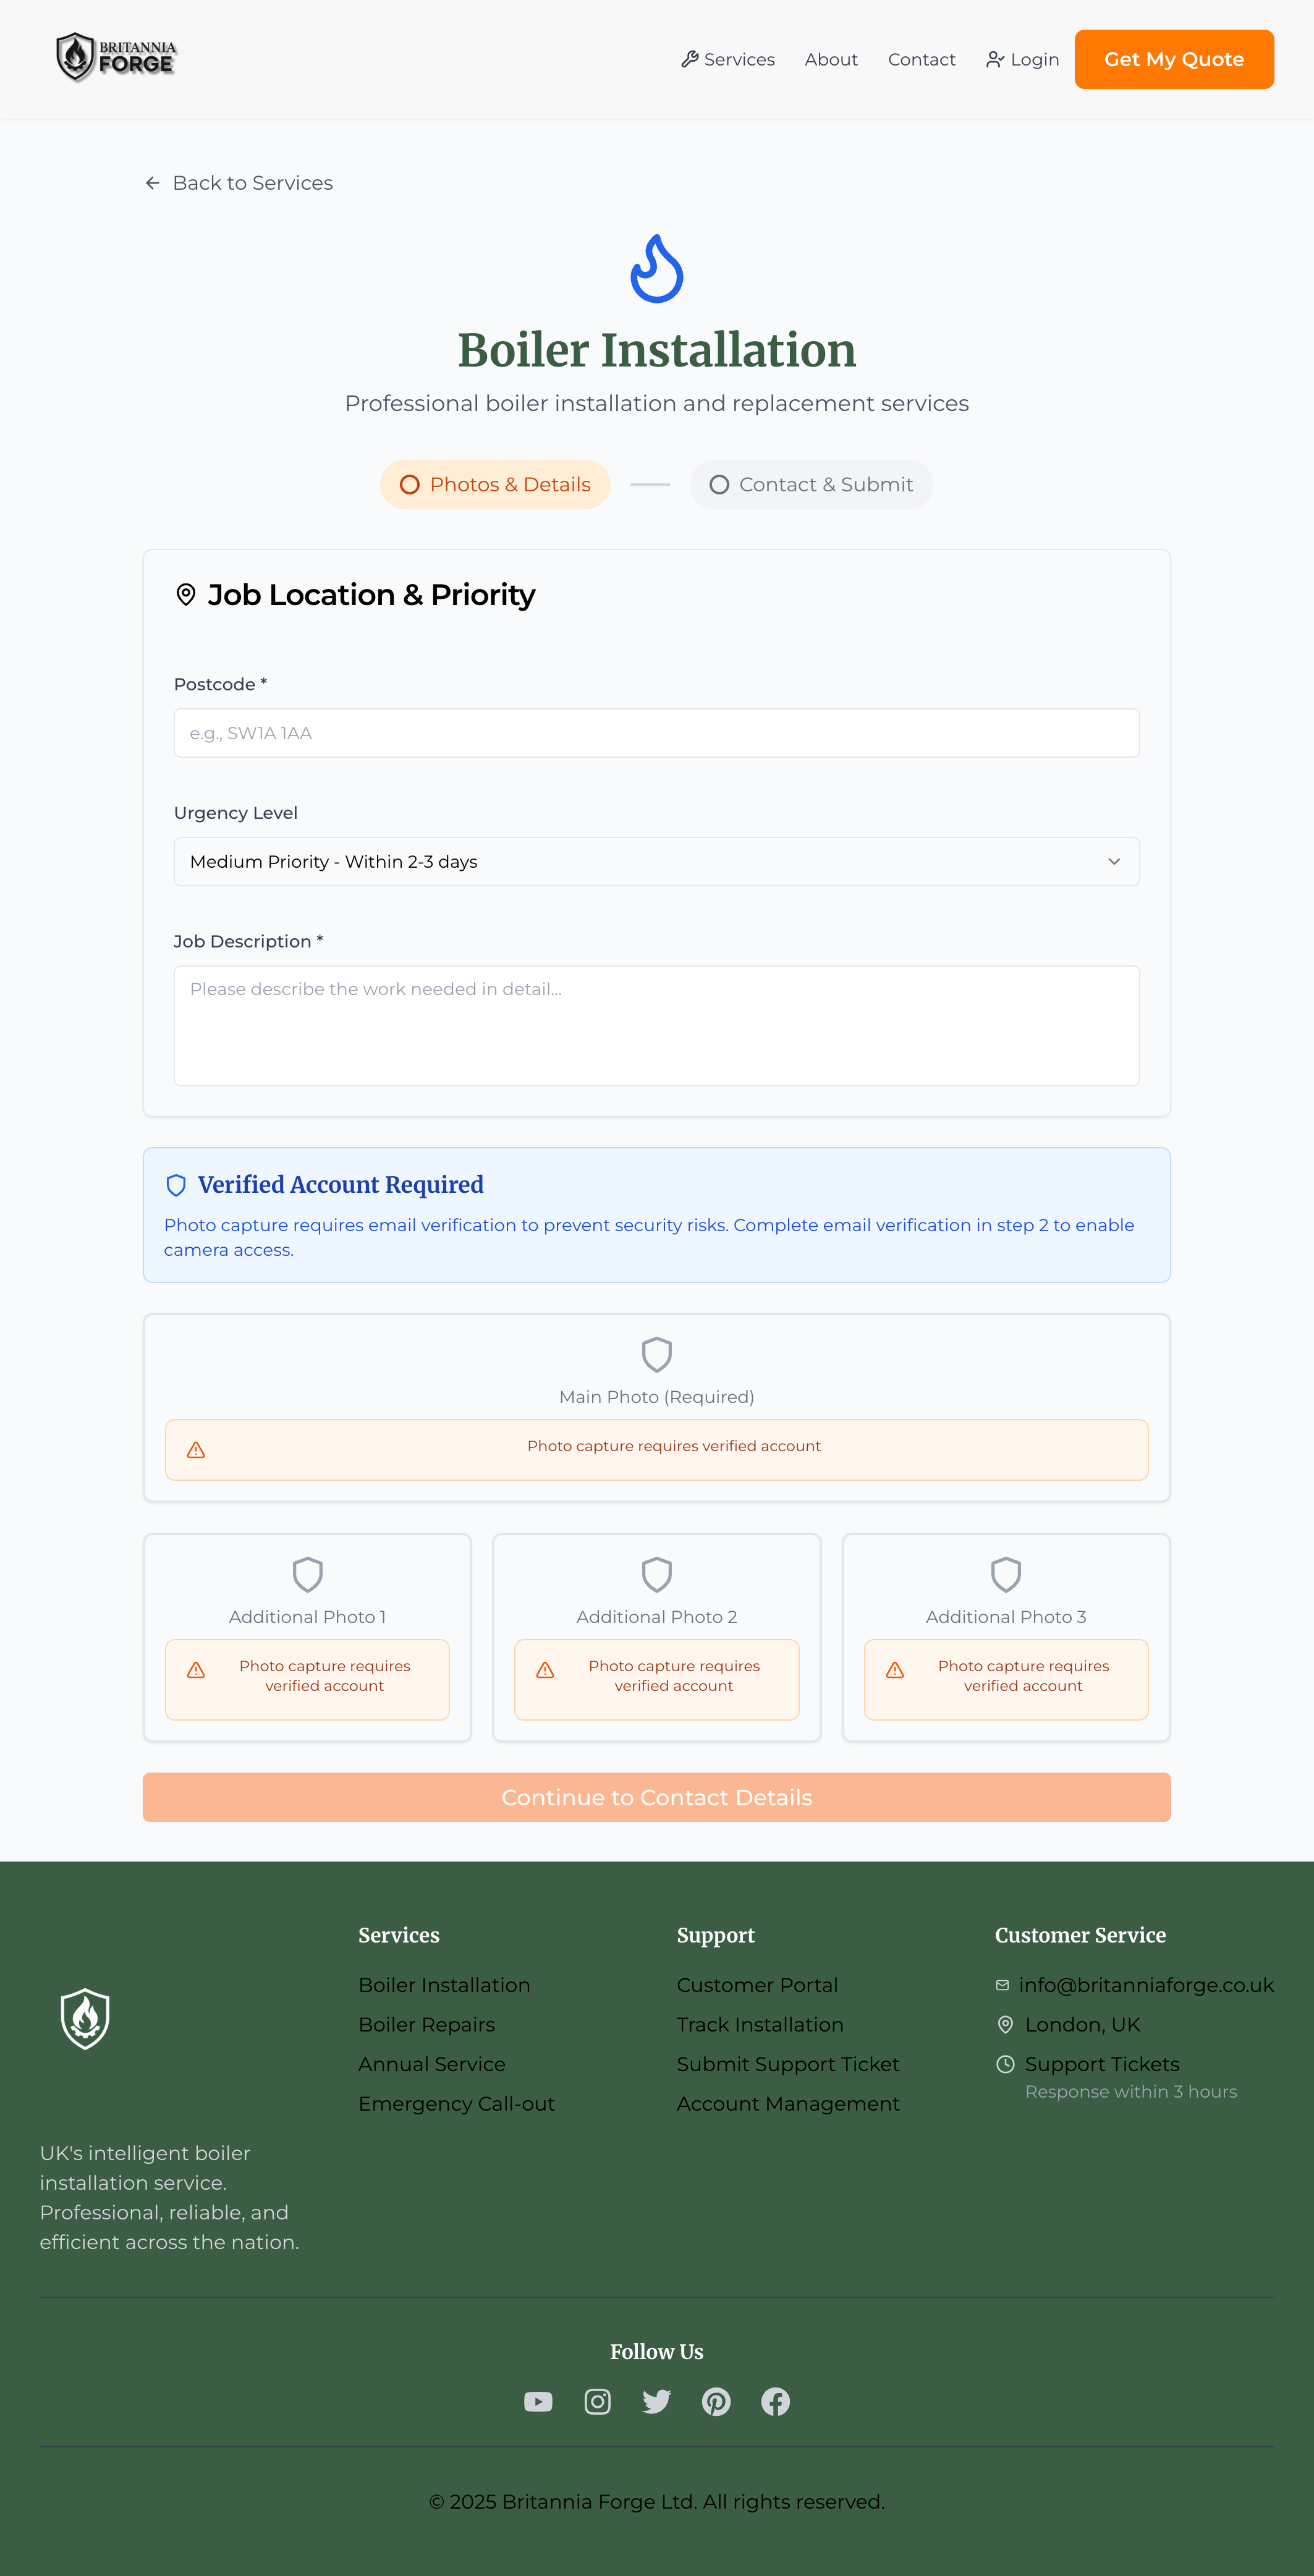 BRITANNIA
FORGE
Services
About
Contact
Login
Get My Quote
Back to Services
Boiler Installation
Professional boiler installation and replacement services
Photos & Details
Contact & Submit
Job Location & Priority
Postcode *
e.g., SW1A 1AA
Urgency Level
Medium Priority - Within 2-3 days
Job Description *
Please describe the work needed in detail...
Verified Account Required
Photo capture requires email verification to prevent security risks. Complete email verification in step 2 to enable
camera access.
Main Photo (Required)
Photo capture requires verified account
Additional Photo 1
Photo capture requires
verified account
Additional Photo 2
Photo capture requires
verified account
Additional Photo 3
Photo capture requires
verified account
Continue to Contact Details
UK's intelligent boiler
installation service.
Professional, reliable, and
efficient across the nation.
Services
Boiler Installation
Boiler Repairs
Annual Service
Emergency Call-out
Support
Customer Portal
Track Installation
Submit Support Ticket
Account Management
Customer Service
info@britanniaforge.co.uk
London, UK
Support Tickets
Response within 3 hours
Follow Us
© 2025 Britannia Forge Ltd. All rights reserved.